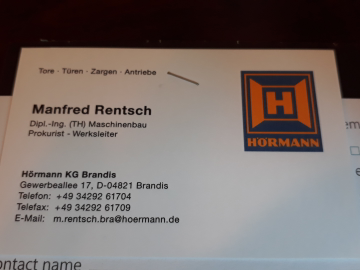 Tore · Türen · Zargen · Antriebe
Manfred Rentsch
Dipl.-Ing. (TH) Maschinenbau
Prokurist - Werksleiter
H
HÖRMANN
Hörmann KG Brandis
Gewerbeallee 17, D-04821 Brandis
Telefon: +49 34292 61704
Telefax: +49 34292 61709
E-Mail: m.rentsch.bra@hoermann.de
ontact name
em
e